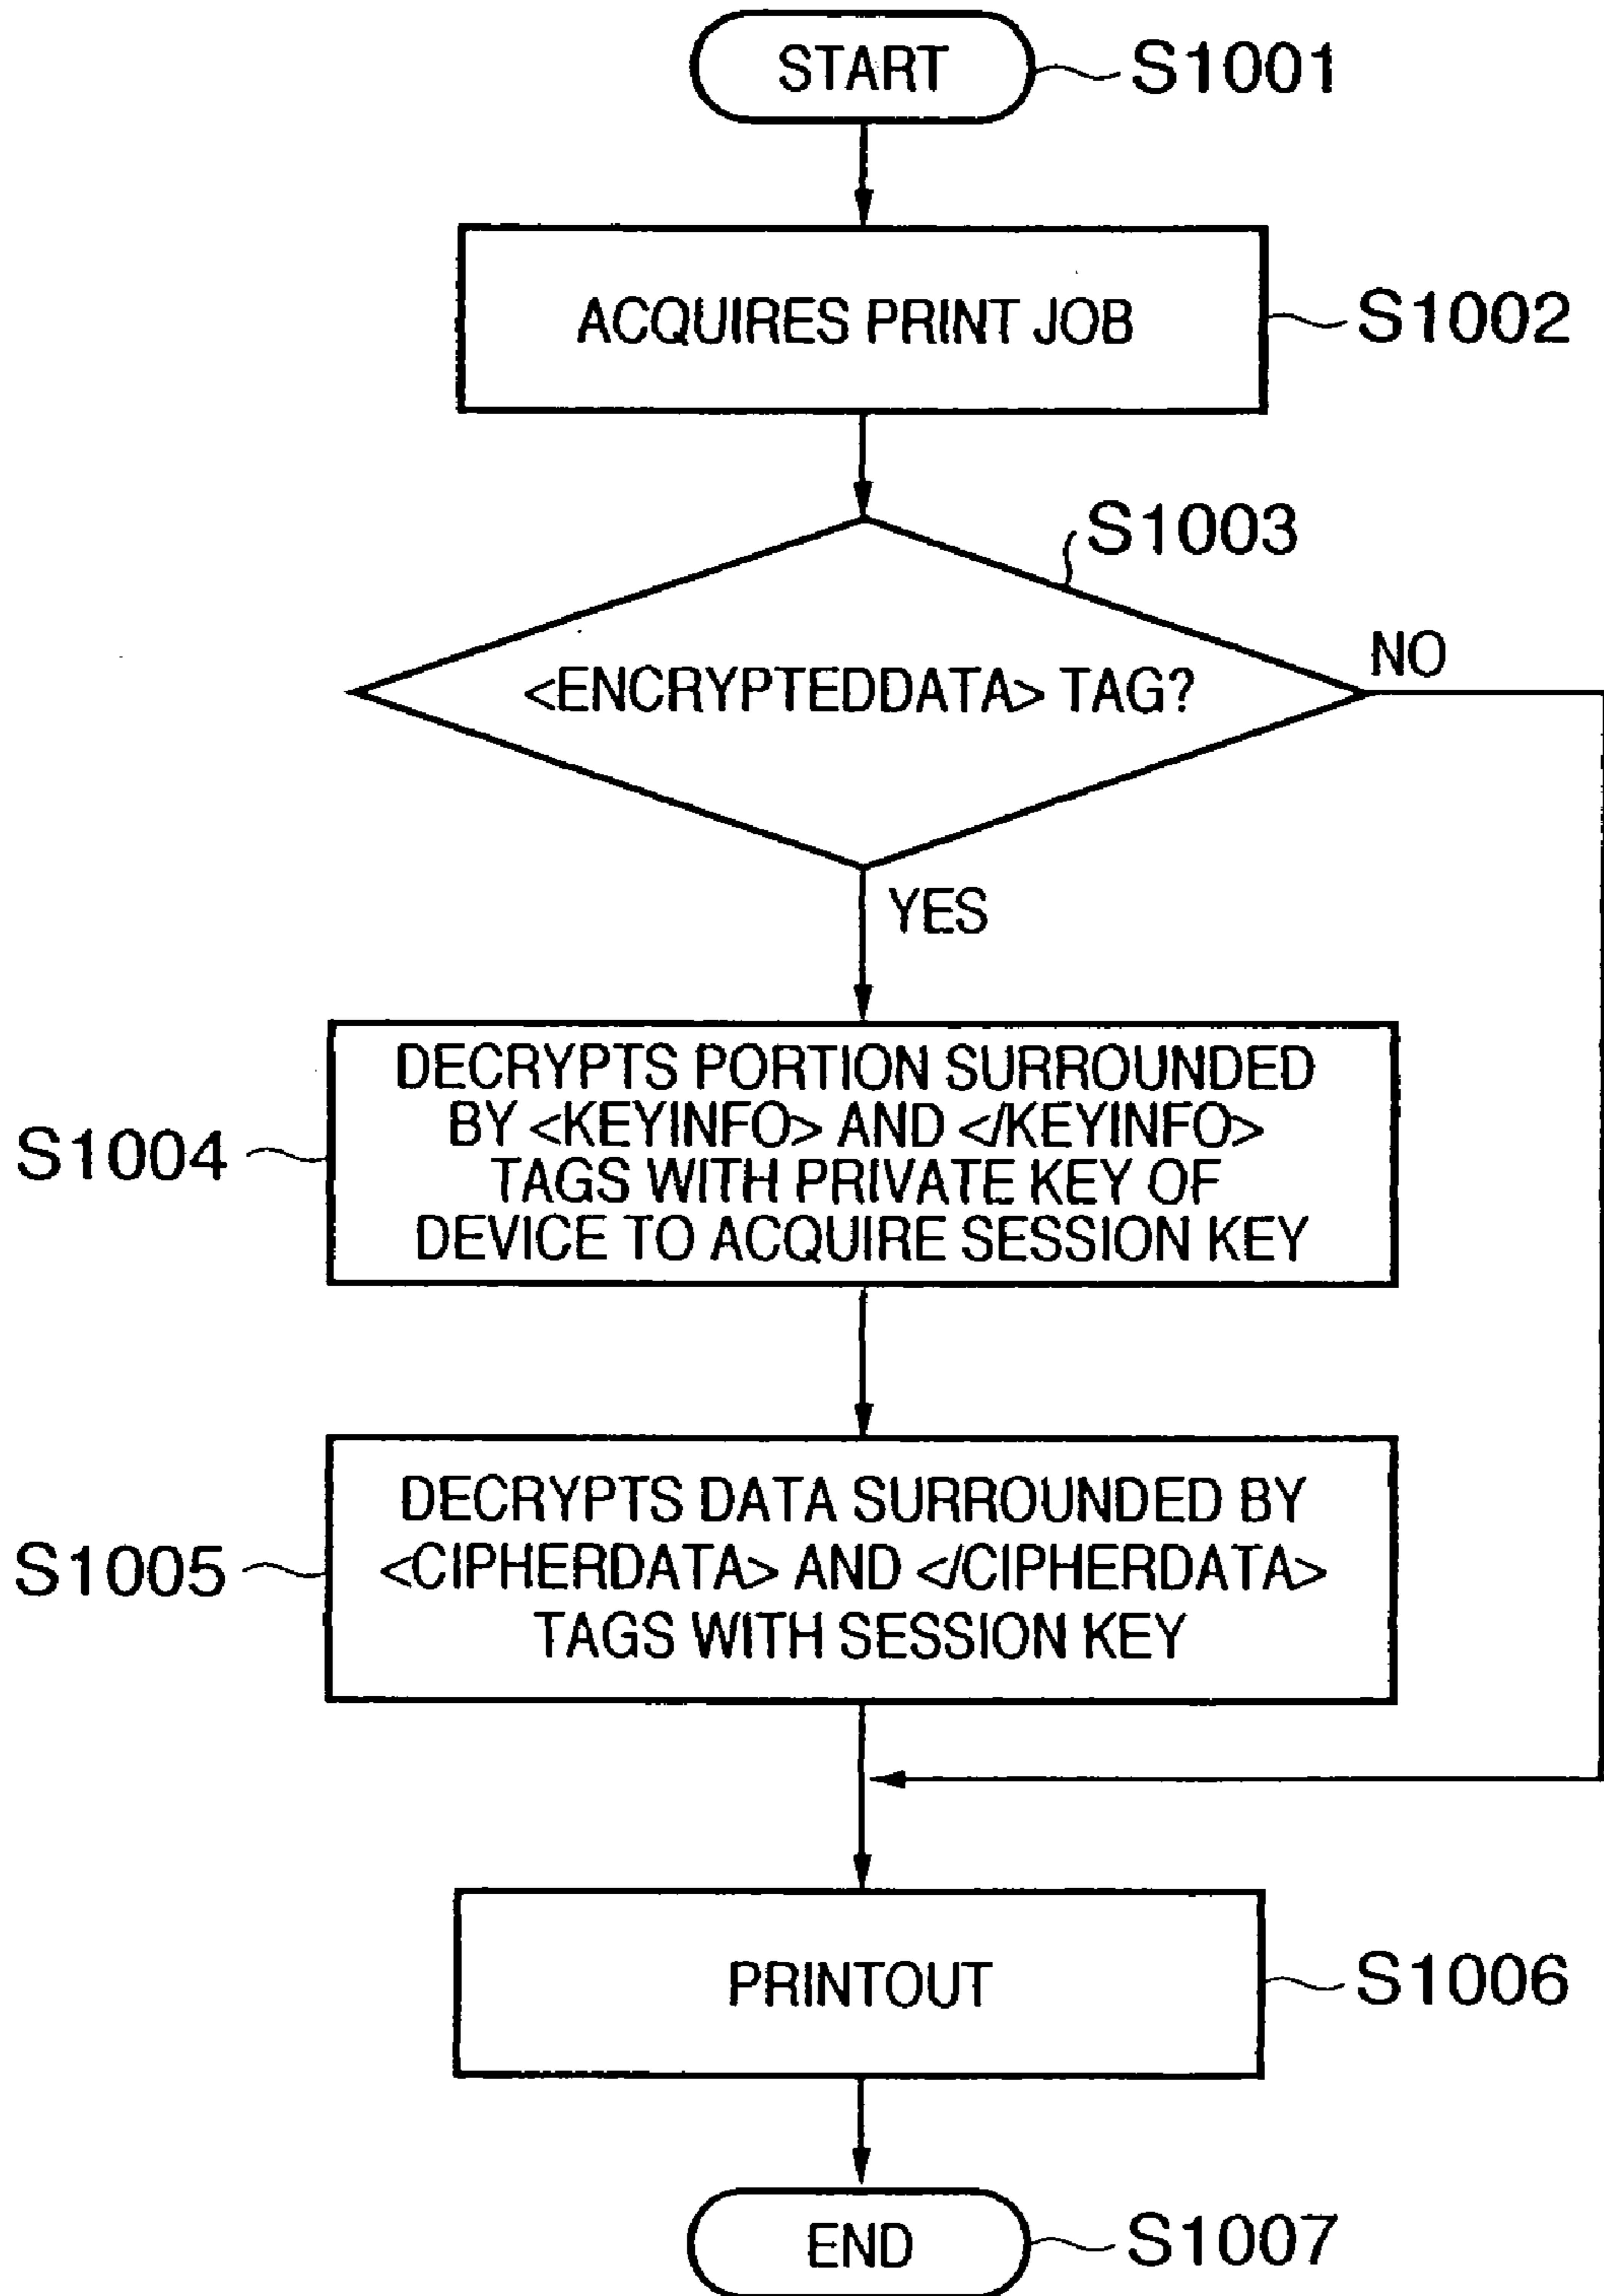 START
S1001
ACQUIRES PRINT JOB
S1002
S1003
<ENCRYPTEDDATA> TAG?
NO
YES
DECRYPTS PORTION SURROUNDED
BY <KEYINFO> AND </KEYINFO>
TAGS WITH PRIVATE KEY OF
DEVICE TO ACQUIRE SESSION KEY
S1004
DECRYPTS DATA SURROUNDED BY
<CIPHERDATA> AND </CIPHERDATA>
TAGS WITH SESSION KEY
S1005
PRINTOUT
S1006
END
S1007